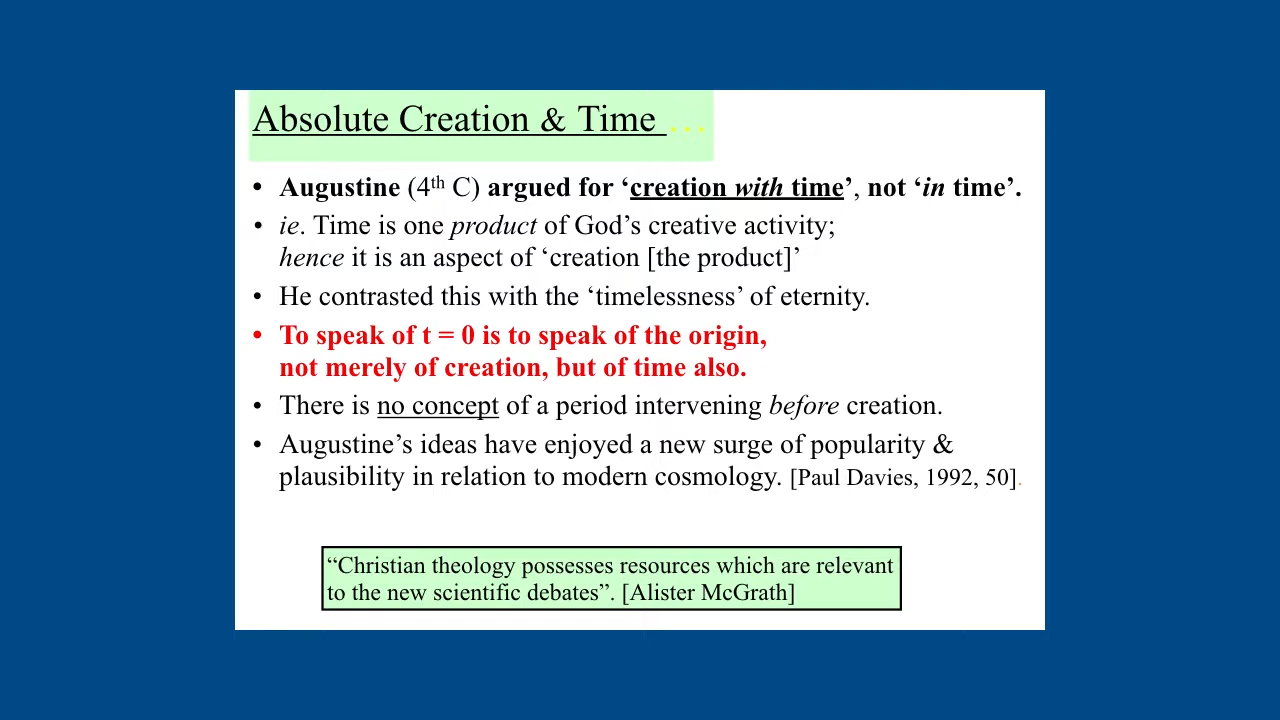 Absolute Creation & Time ...
• Augustine (4th C) argued for ‘creation with time’, not ‘in time’.
• ie. Time is one product of God’s creative activity;
hence it is an aspect of ‘creation [the product]’
• He contrasted this with the ‘timelessness’ of eternity.
• To speak of t = 0 is to speak of the origin,
not merely of creation, but of time also.
• There is no concept of a period intervening before creation.
• Augustine’s ideas have enjoyed a new surge of popularity &
plausibility in relation to modern cosmology. [Paul Davies, 1992, 50].
“Christian theology possesses resources which are relevant
to the new scientific debates”. [Alister McGrath]